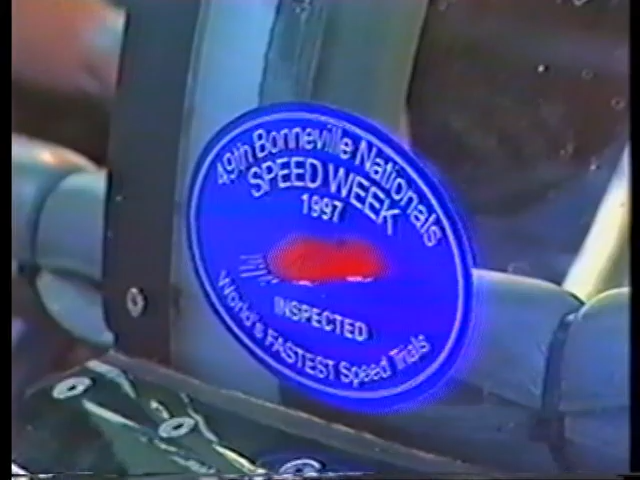 49th Bonneville Nationals
SPEED WEEK
1997
INSPECTED
World's FASTEST Speed Trials